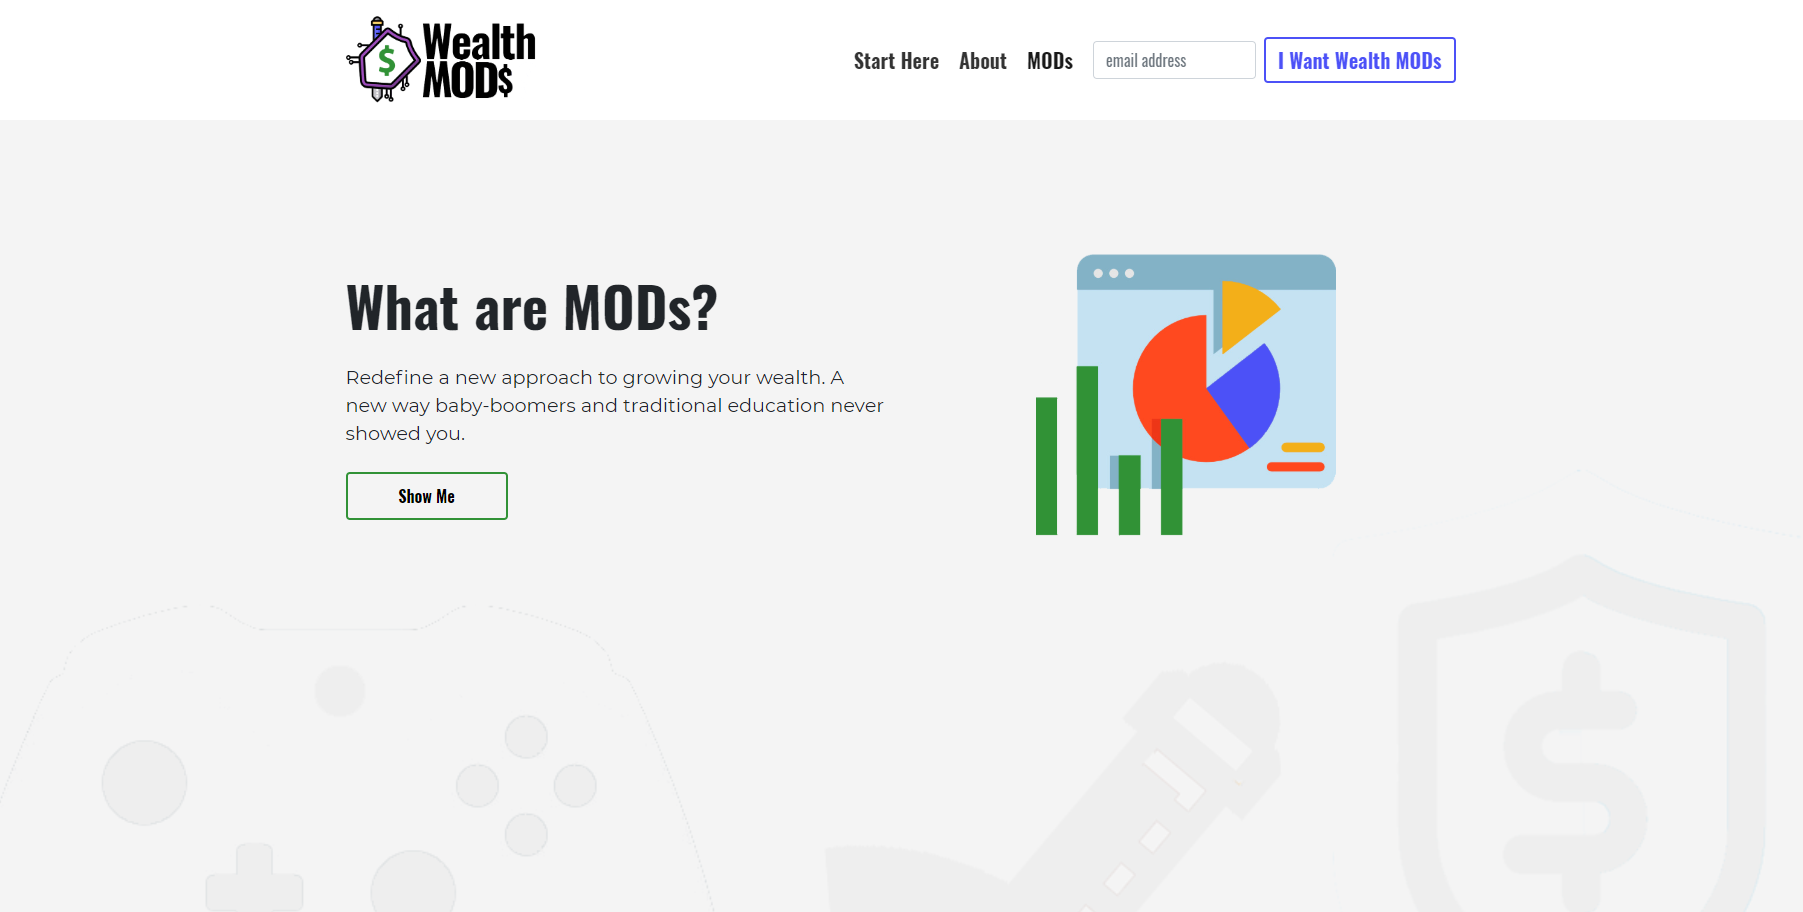 Wealth
MOD$
Start Here
About
MODs
email address
I Want Wealth MODs
What are MODs?
Redefine a new approach to growing your wealth. A
new way baby-boomers and traditional education never
showed you.
Show Me